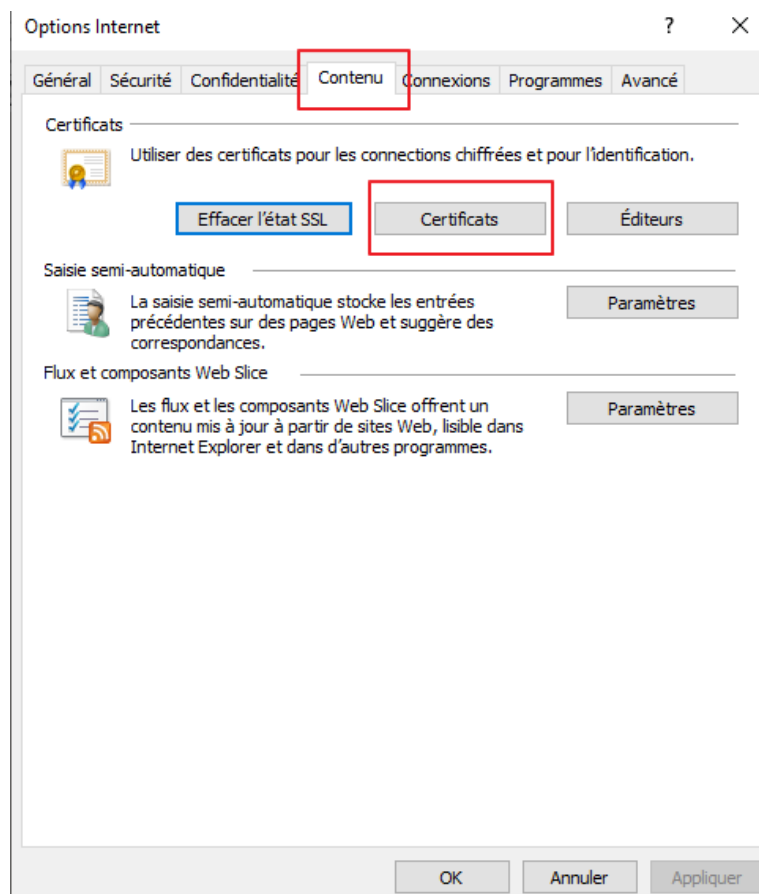 Options Internet ? ×
Général Sécurité Confidentialité Contenu Connexions Programmes Avancé
Certificats
Utiliser des certificats pour les connections chiffrées et pour l'identification.
Effacer l'état SSL Certificats Éditeurs
Saisie semi-automatique
La saisie semi-automatique stocke les entrées
précédentes sur des pages Web et suggère des
correspondances.
Paramètres
Flux et composants Web Slice
Les flux et les composants Web Slice offrent un
contenu mis à jour à partir de sites Web, lisible dans
Internet Explorer et dans d'autres programmes.
Paramètres
OK Annuler Appliquer